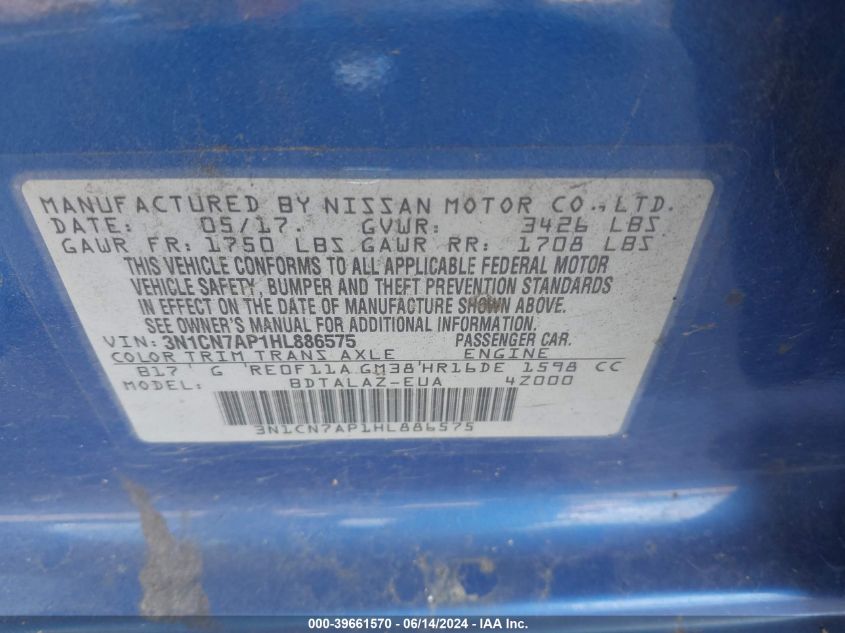 MANUFACTURED BY NISSAN MOTOR CO., LTD.
DATE: 05/17. GVWR: 3426 LBS
GAWR FR: 1750 LBS GAWR RR: 1708 LBS
THIS VEHICLE CONFORMS TO ALL APPLICABLE FEDERAL MOTOR
VEHICLE SAFETY, BUMPER AND THEFT PREVENTION STANDARDS
IN EFFECT ON THE DATE OF MANUFACTURE SHOWN ABOVE.
SEE OWNER'S MANUAL FOR ADDITIONAL INFORMATION.
VIN: 3N1CN7AP1HL886575 PASSENGER CAR.
COLOR TRIM TRANS AXLE ENGINE
B17 G RE0F11A GM38 HR16DE 1598 CC
MODEL: BDTALAZ-EUA 4Z000
3N1CN7AP1HL886575
000-39661570 - 06/14/2024 - IAA Inc.